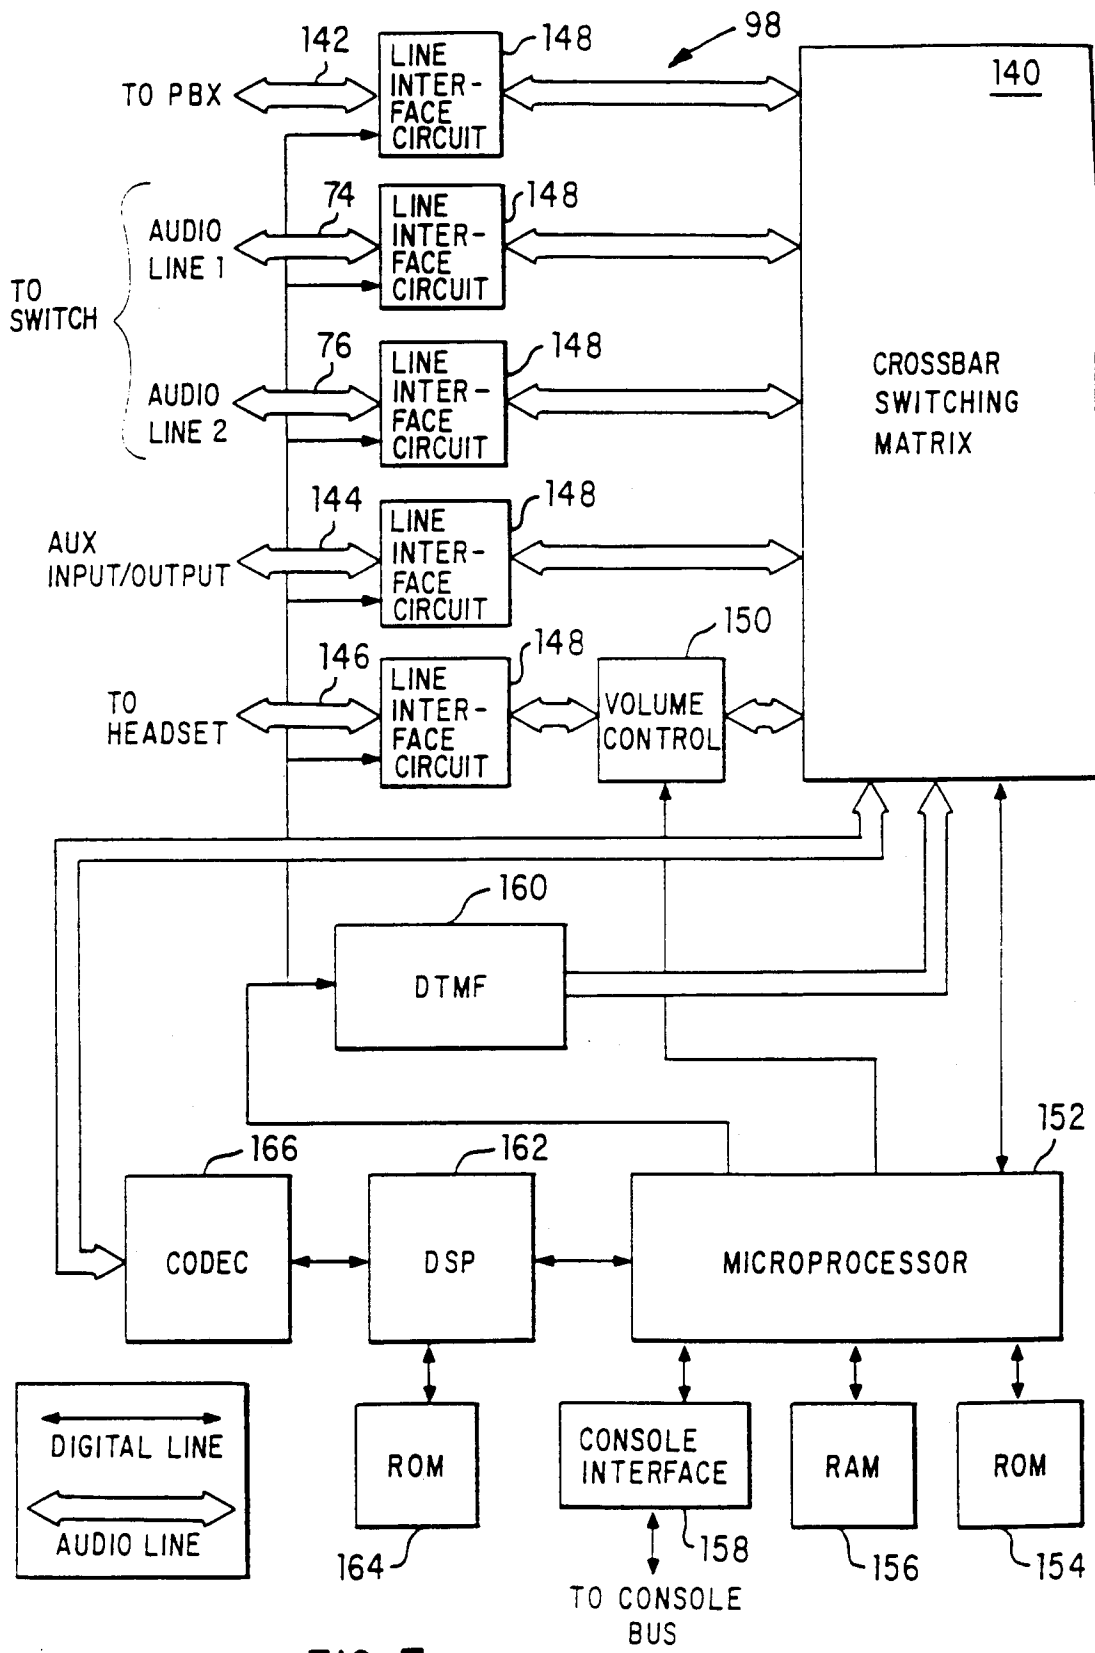 142
148
98
TO PBX
LINE
INTER-
FACE
CIRCUIT
140
74
148
AUDIO
LINE 1
LINE
INTER-
FACE
CIRCUIT
TO
SWITCH
76
148
AUDIO
LINE 2
LINE
INTER-
FACE
CIRCUIT
CROSSBAR
SWITCHING
MATRIX
144
148
AUX
INPUT/OUTPUT
LINE
INTER-
FACE
CIRCUIT
146
148
150
TO
HEADSET
LINE
INTER-
FACE
CIRCUIT
VOLUME
CONTROL
160
DTMF
166
162
152
CODEC
DSP
MICROPROCESSOR
DIGITAL LINE
AUDIO LINE
ROM
CONSOLE
INTERFACE
RAM
ROM
164
158
156
154
TO CONSOLE
BUS